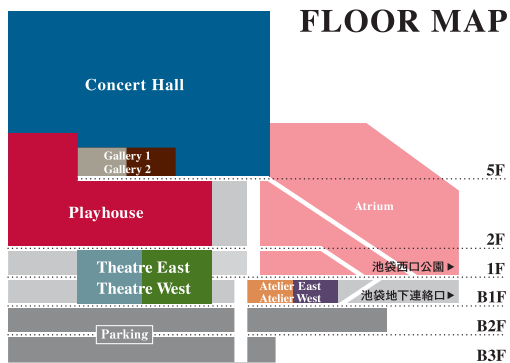 FLOOR MAP
Concert Hall
Gallery 1
Gallery 2
5F
Playhouse
Atrium
2F
Theatre East
Theatre West
池袋西口公園▶
1F
Atelier East
Atelier West
池袋地下連絡口▶
B1F
Parking
B2F
B3F